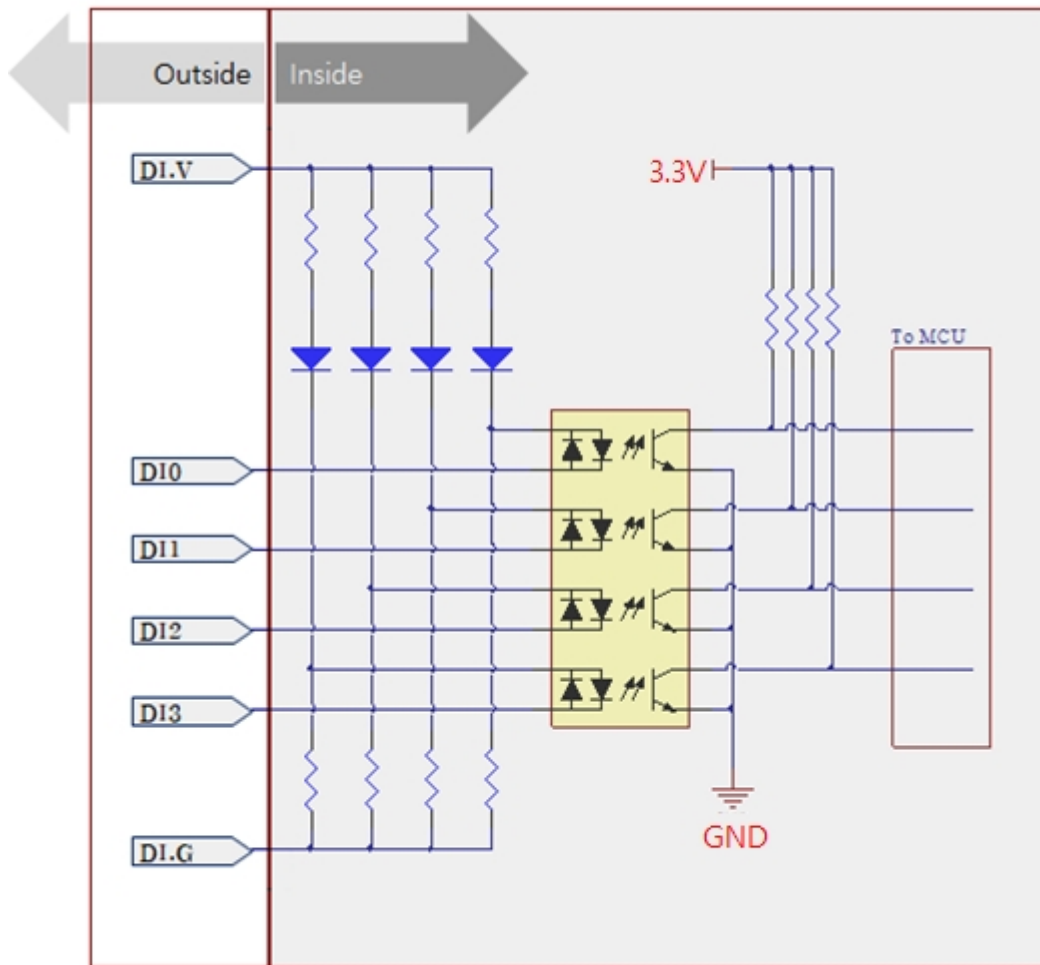 Outside
Inside
DI.V
3.3V
To MCU
DI0
DI1
DI2
DI3
DI.G
GND